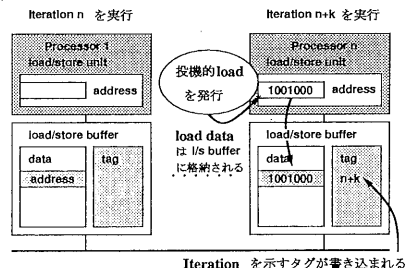 Iteration n を実行
Iteration n+k を実行
Processor 1
load/store unit
address
Processor n
load/store unit
1001000
address
投機的load
を発行
load/store buffer
data
tag
address
load data
は l/s buffer
に格納される
load/store buffer
data
tag
1001000
n+k
Iteration を示すタグが書き込まれる